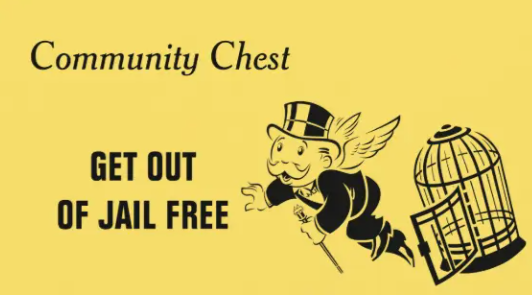 Community Chest
GET OUT
OF JAIL FREE